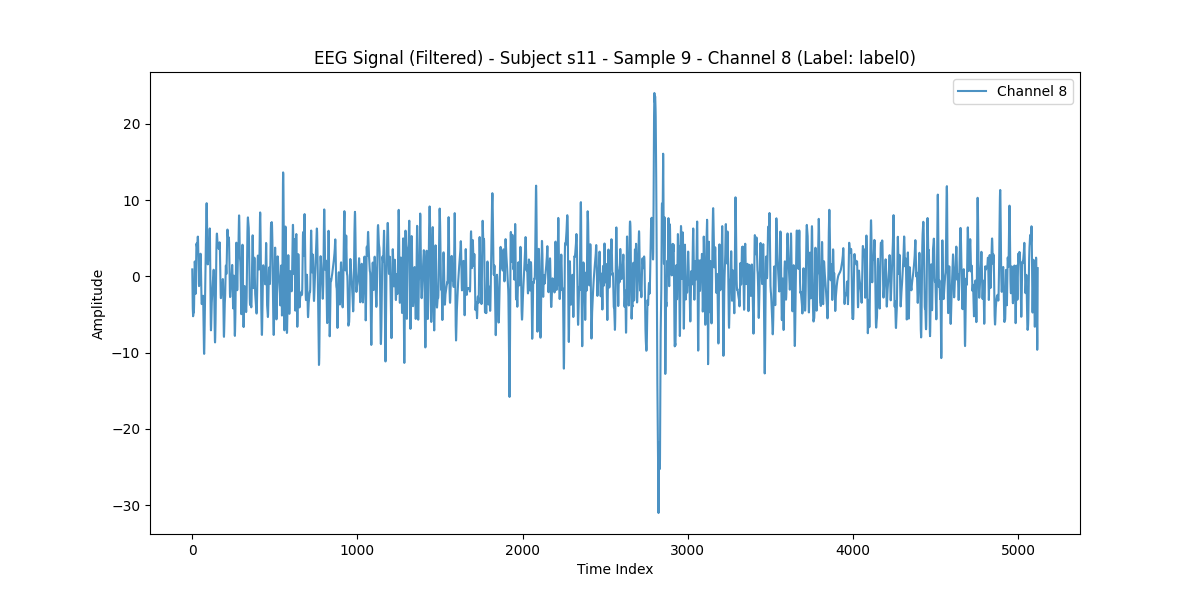 EEG Signal (Filtered) - Subject s11 - Sample 9 - Channel 8 (Label: label0)
Channel 8
Amplitude
20
10
0
−10
−20
−30
0 1000 2000 3000 4000 5000
Time Index